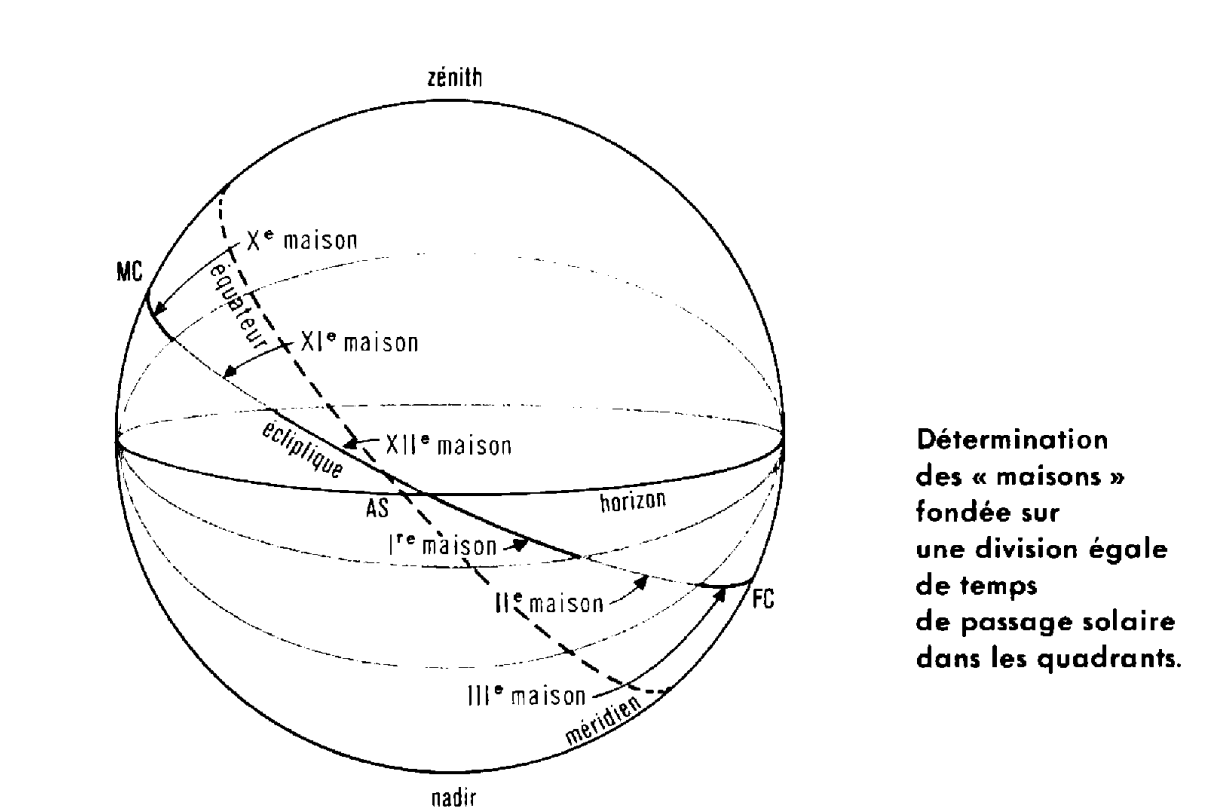 zénith
Xe maison
MC
équateur
XIe maison
écliptique
XIIe maison
AS
horizon
Ire maison
IIe maison
FC
IIIe maison
méridien
nadir
Détermination
des « maisons »
fondée sur
une division égale
de temps
de passage solaire
dans les quadrants.